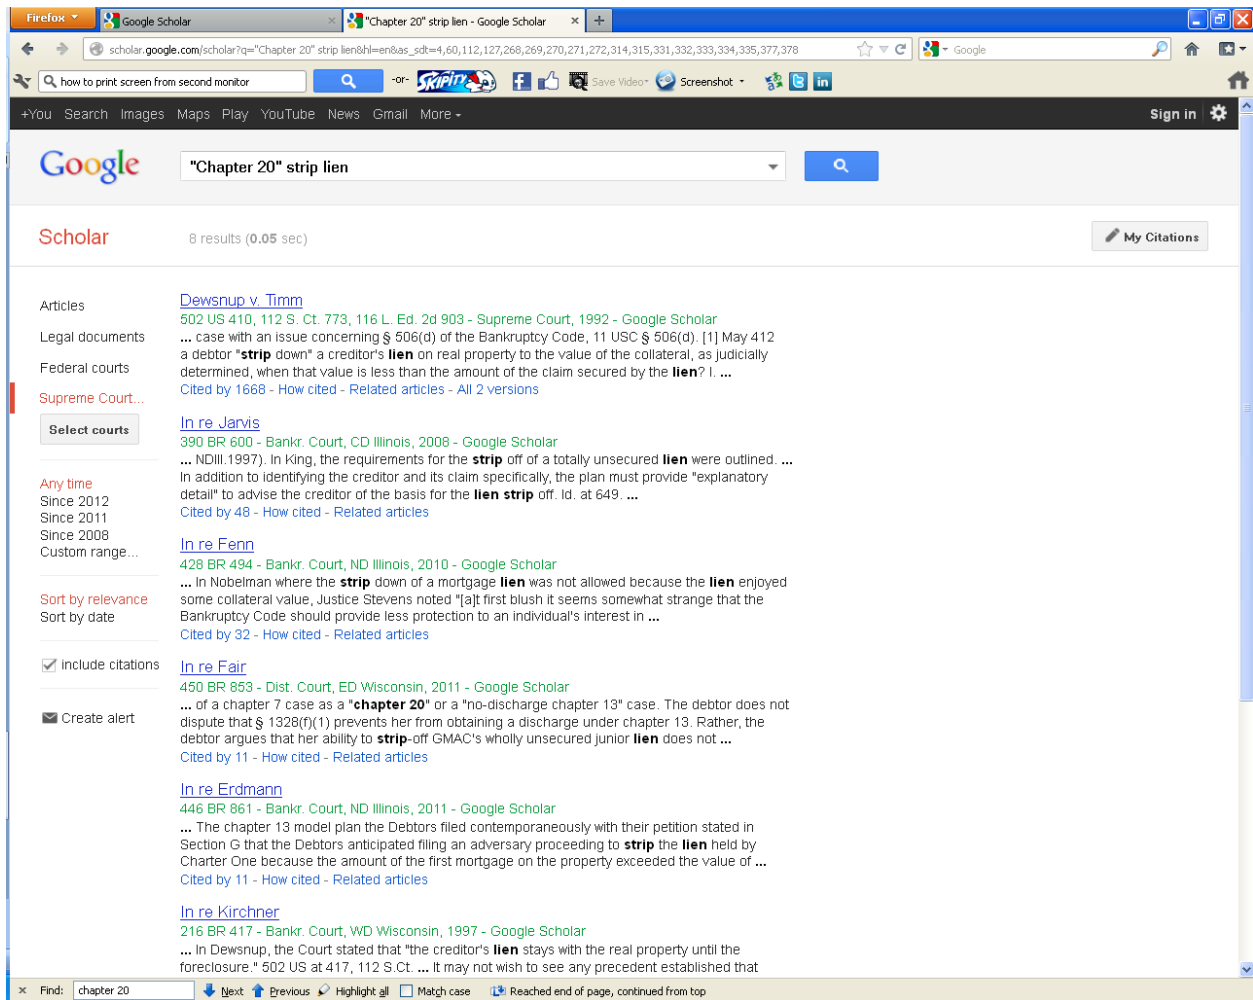 Firefox
Google Scholar
"Chapter 20" strip lien - Google Scholar
scholar.google.com/scholar?q="Chapter 20" strip lien&hl=en&as_sdt=4,60,112,127,268,269,270,271,272,314,315,331,332,333,334,335,377,378
Google
how to print screen from second monitor
-or-
SKIPITY
Save Video
Screenshot
+You Search Images Maps Play YouTube News Gmail More
Sign in
Google
"Chapter 20" strip lien
Scholar
8 results (0.05 sec)
My Citations
Articles
Legal documents
Federal courts
Supreme Court...
Select courts
Any time
Since 2012
Since 2011
Since 2008
Custom range...
Sort by relevance
Sort by date
include citations
Create alert
Dewsnup v. Timm
502 US 410, 112 S. Ct. 773, 116 L. Ed. 2d 903 - Supreme Court, 1992 - Google Scholar
... case with an issue concerning § 506(d) of the Bankruptcy Code, 11 USC § 506(d). [1] May 412
a debtor "strip down" a creditor's lien on real property to the value of the collateral, as judicially
determined, when that value is less than the amount of the claim secured by the lien? I. ...
Cited by 1668 - How cited - Related articles - All 2 versions
In re Jarvis
390 BR 600 - Bankr. Court, CD Illinois, 2008 - Google Scholar
... NDIII.1997). In King, the requirements for the strip off of a totally unsecured lien were outlined. ...
In addition to identifying the creditor and its claim specifically, the plan must provide "explanatory
detail" to advise the creditor of the basis for the lien strip off. Id. at 649. ...
Cited by 48 - How cited - Related articles
In re Fenn
428 BR 494 - Bankr. Court, ND Illinois, 2010 - Google Scholar
... In Nobelman where the strip down of a mortgage lien was not allowed because the lien enjoyed
some collateral value, Justice Stevens noted "[a]t first blush it seems somewhat strange that the
Bankruptcy Code should provide less protection to an individual's interest in ...
Cited by 32 - How cited - Related articles
In re Fair
450 BR 853 - Dist. Court, ED Wisconsin, 2011 - Google Scholar
... of a chapter 7 case as a "chapter 20" or a "no-discharge chapter 13" case. The debtor does not
dispute that § 1328(f)(1) prevents her from obtaining a discharge under chapter 13. Rather, the
debtor argues that her ability to strip-off GMAC's wholly unsecured junior lien does not ...
Cited by 11 - How cited - Related articles
In re Erdmann
446 BR 861 - Bankr. Court, ND Illinois, 2011 - Google Scholar
... The chapter 13 model plan the Debtors filed contemporaneously with their petition stated in
Section G that the Debtors anticipated filing an adversary proceeding to strip the lien held by
Charter One because the amount of the first mortgage on the property exceeded the value of ...
Cited by 11 - How cited - Related articles
In re Kirchner
216 BR 417 - Bankr. Court, WD Wisconsin, 1997 - Google Scholar
... In Dewsnup, the Court stated that "the creditor's lien stays with the real property until the
foreclosure." 502 US at 417, 112 S.Ct. ... It may not wish to see any precedent established that
Find: chapter 20 Next Previous Highlight all Match case Reached end of page, continued from top